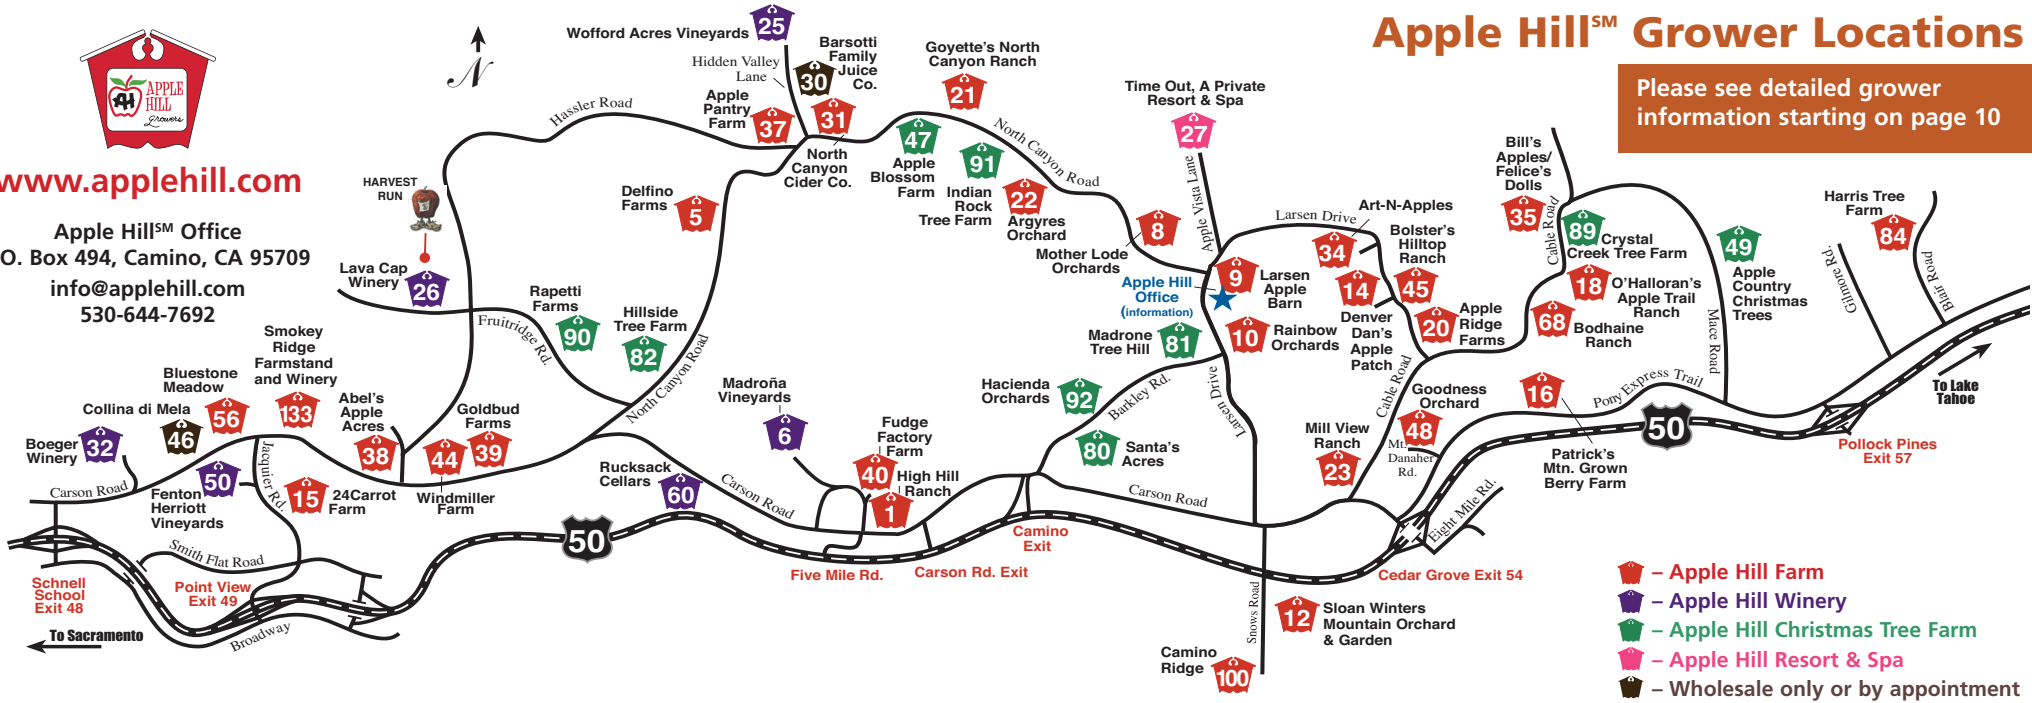 Apple Hill℠ Grower Locations
Please see detailed grower
information starting on page 10
AH
APPLE
HILL
Growers
www.applehill.com
Apple Hill℠ Office
O. Box 494, Camino, CA 95709
info@applehill.com
530-644-7692
N
HARVEST
RUN
Lava Cap
Winery
26
Hassler Road
Wofford Acres Vineyards
25
Hidden Valley
Lane
Barsotti
Family
Juice
Co.
30
Apple
Pantry
Farm
37
31
North
Canyon
Cider Co.
Goyette's North
Canyon Ranch
21
47
Apple
Blossom
Farm
91
Indian
Rock
Tree Farm
22
Argyres
Orchard
North Canyon Road
Delfino
Farms
5
Time Out, A Private
Resort & Spa
27
Apple Vista Lane
8
Mother Lode
Orchards
Apple Hill
Office
(information)
9
Larsen
Apple
Barn
10
Rainbow
Orchards
Madrone
Tree Hill
81
Larsen Drive
Art-N-Apples
34
Bolster's
Hilltop
Ranch
45
14
Denver
Dan's
Apple
Patch
20
Apple
Ridge
Farms
Bill's
Apples/
Felice's
Dolls
35
Cable Road
89
Crystal
Creek Tree Farm
18
O'Halloran's
Apple Trail
Ranch
68
Bodhaine
Ranch
49
Apple
Country
Christmas
Trees
Mace Road
Harris Tree
Farm
84
Gilmore Rd.
Blair Road
To Lake
Tahoe
Pollock Pines
Exit 57
Rapetti
Farms
90
Fruitridge Rd.
Hillside
Tree Farm
82
North Canyon Road
Smokey
Ridge
Farmstand
and Winery
133
Bluestone
Meadow
56
Collina di Mela
46
Boeger
Winery
32
Abel's
Apple
Acres
38
Goldbud
Farms
39
44
Windmiller
Farm
Carson Road
Fenton
Herriott
Vineyards
50
Jacquier Rd.
15
24Carrot
Farm
Madroña
Vineyards
6
Rucksack
Cellars
60
Carson Road
Fudge
Factory
Farm
40
High Hill
Ranch
1
Hacienda
Orchards
92
Barkley Rd.
80
Santa's
Acres
Larsen Drive
Carson Road
Cable Road
Goodness
Orchard
48
Mt.
Danaher
Rd.
Mill View
Ranch
23
16
Patrick's
Mtn. Grown
Berry Farm
Pony Express Trail
50
Eight Mile Rd.
50
Smith Flat Road
Schnell
School
Exit 48
Point View
Exit 49
Broadway
To Sacramento
Five Mile Rd.
Carson Rd. Exit
Camino
Exit
Cedar Grove Exit 54
Snows Road
12
Sloan Winters
Mountain Orchard
& Garden
Camino
Ridge
100
– Apple Hill Farm
– Apple Hill Winery
– Apple Hill Christmas Tree Farm
– Apple Hill Resort & Spa
– Wholesale only or by appointment